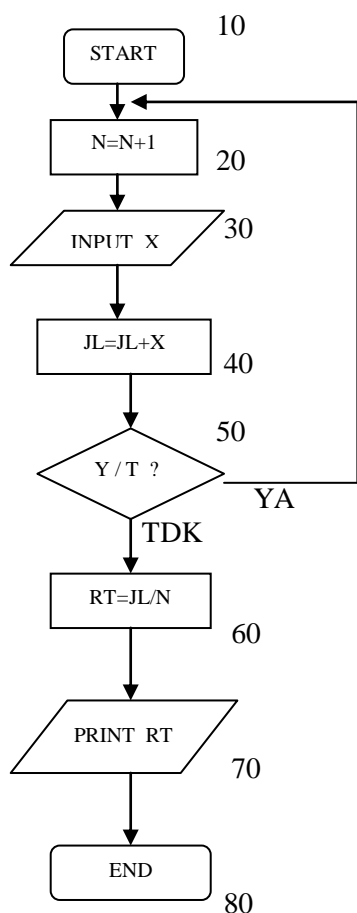 10
START
N=N+1
20
30
INPUT X
JL=JL+X
40
50
Y / T ?
YA
TDK
RT=JL/N
60
PRINT RT
70
END
80